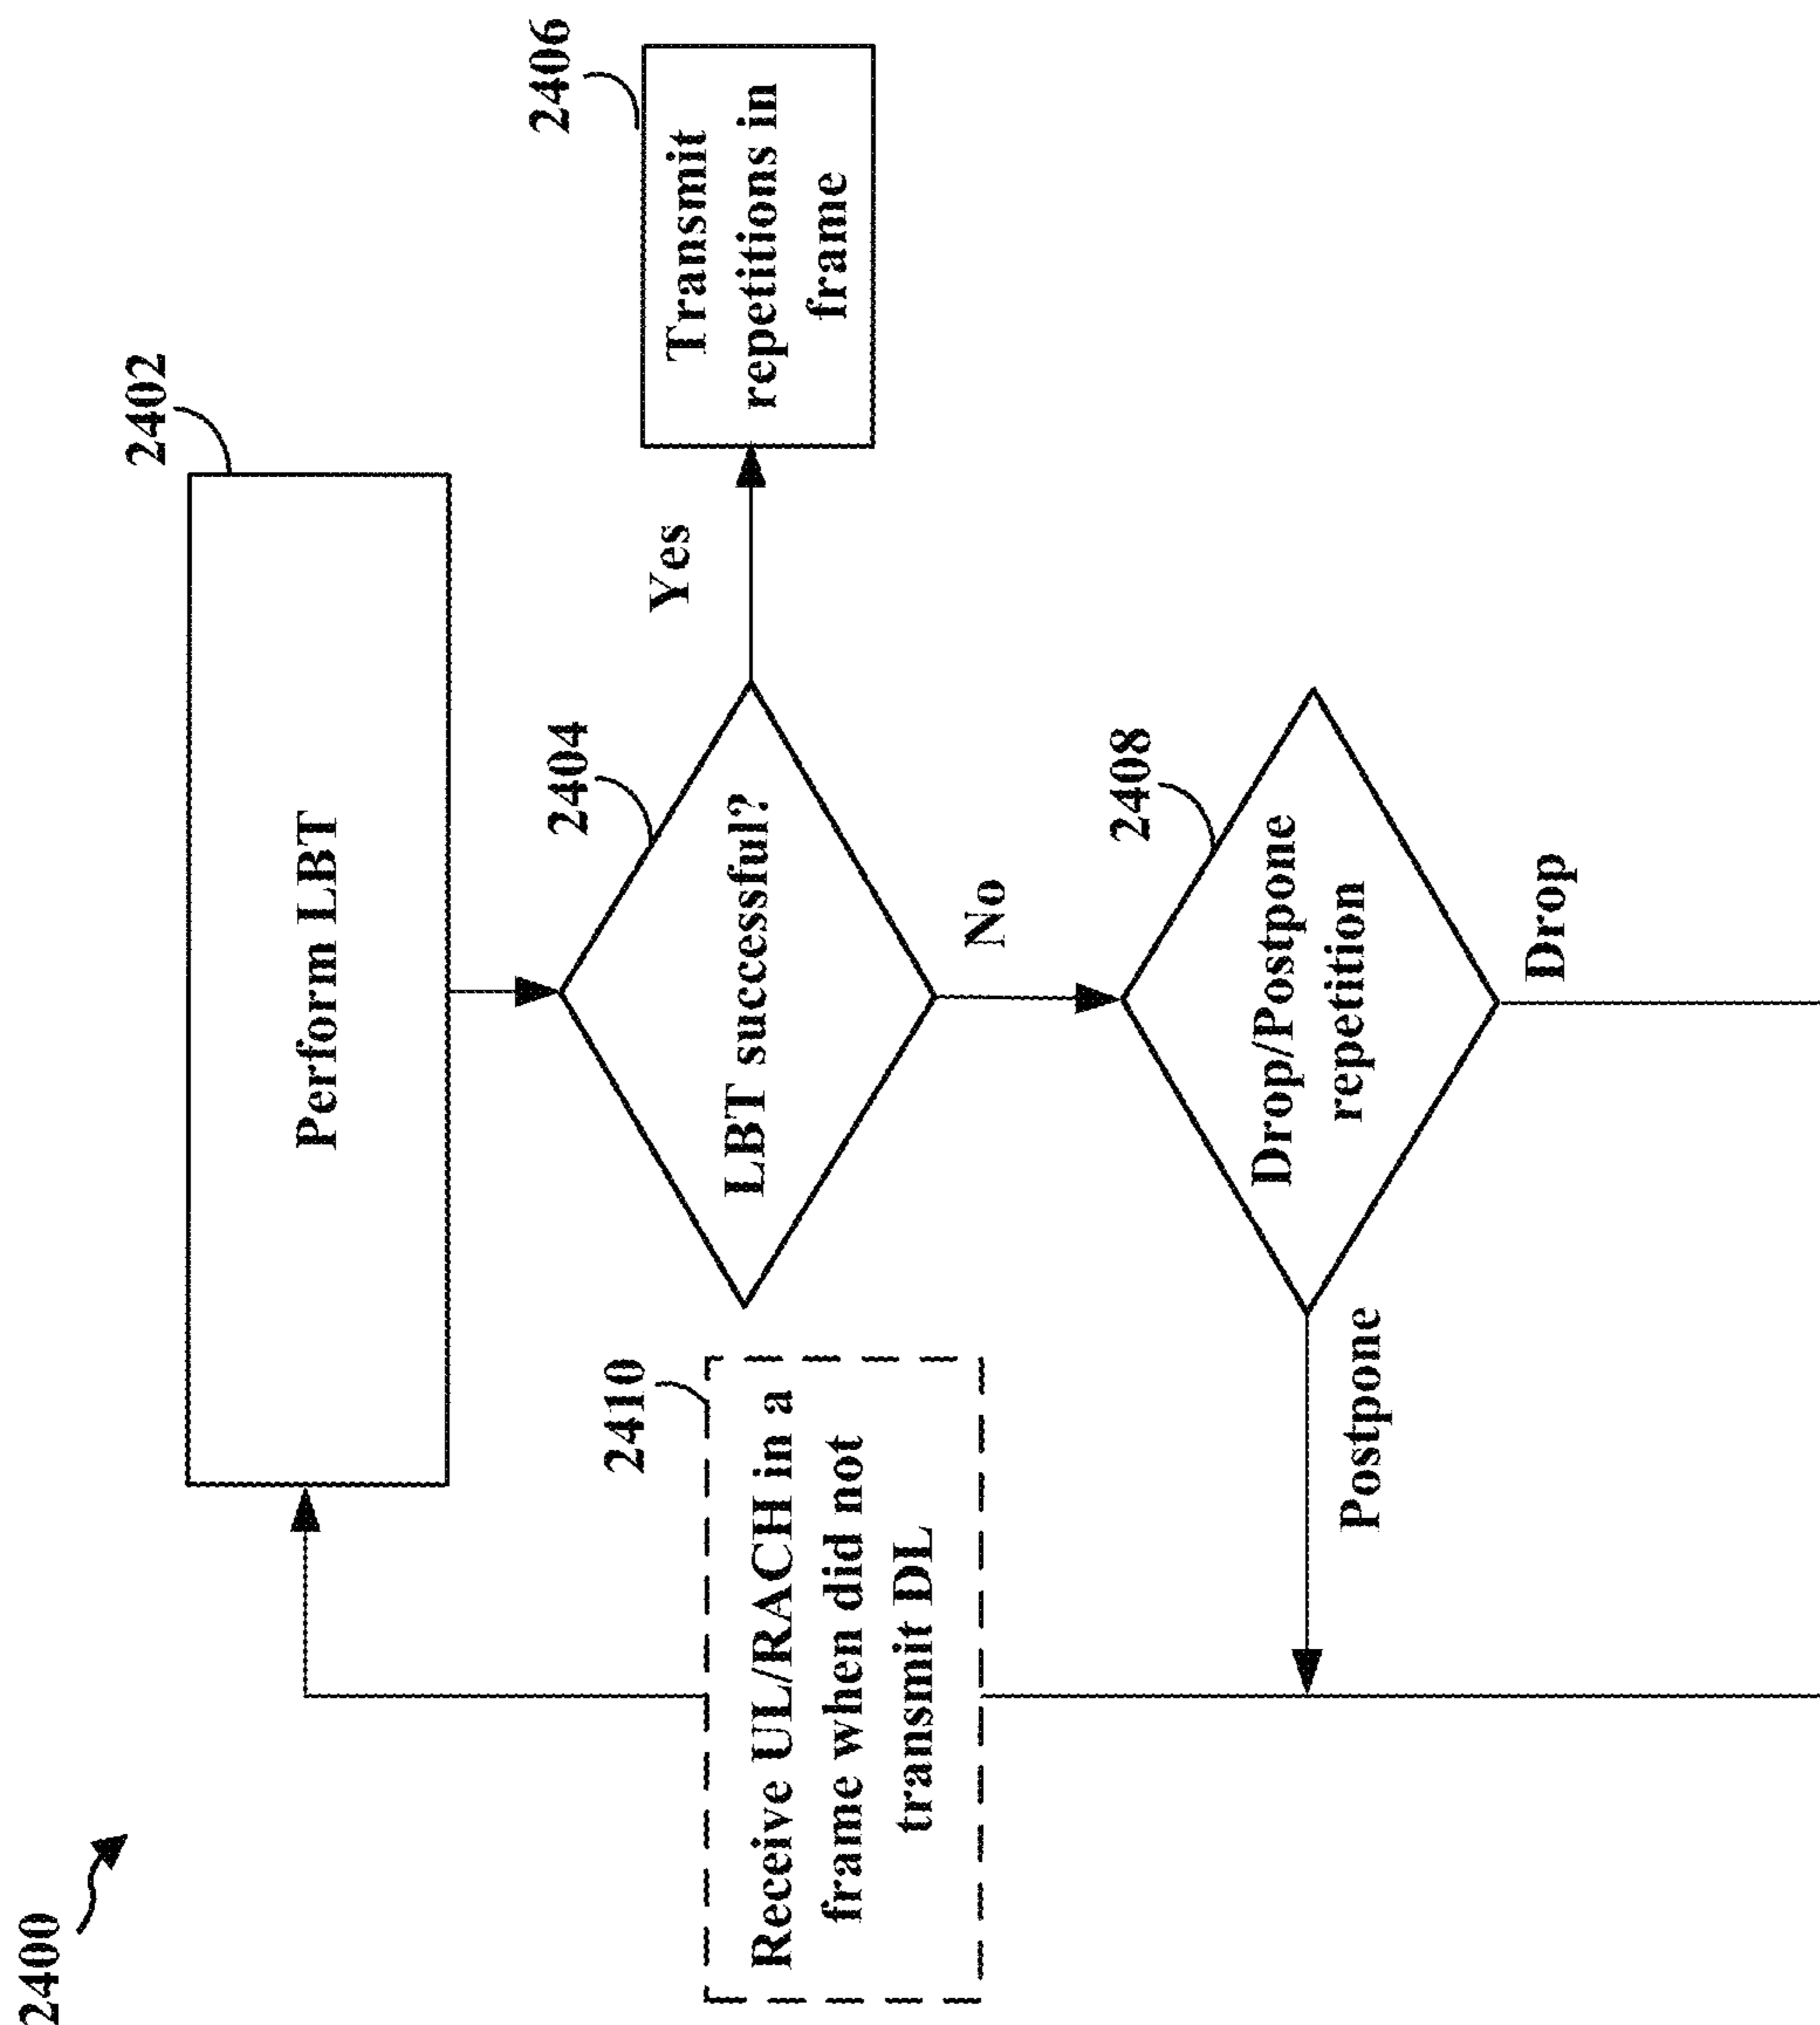 2400
2402
Perform LBT
2404
LBT successful?
Yes
2406
Transmit
repetitions in
frame
No
2408
Drop/Postpone
repetition
Postpone
Drop
2410
Receive UL/RACH in a
frame when did not
transmit DL